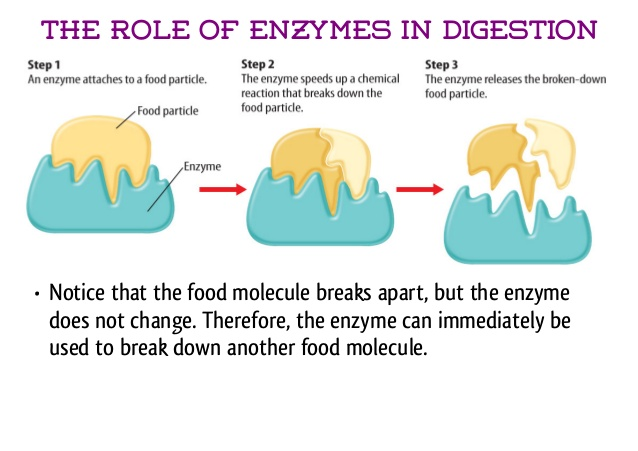 THE ROLE OF ENZYMES IN DIGESTION
Step 1
An enzyme attaches to a food particle.
Food particle
Enzyme
Step 2
The enzyme speeds up a chemical
reaction that breaks down the
food particle.
Step 3
The enzyme releases the broken-down
food particle.
• Notice that the food molecule breaks apart, but the enzyme
does not change. Therefore, the enzyme can immediately be
used to break down another food molecule.